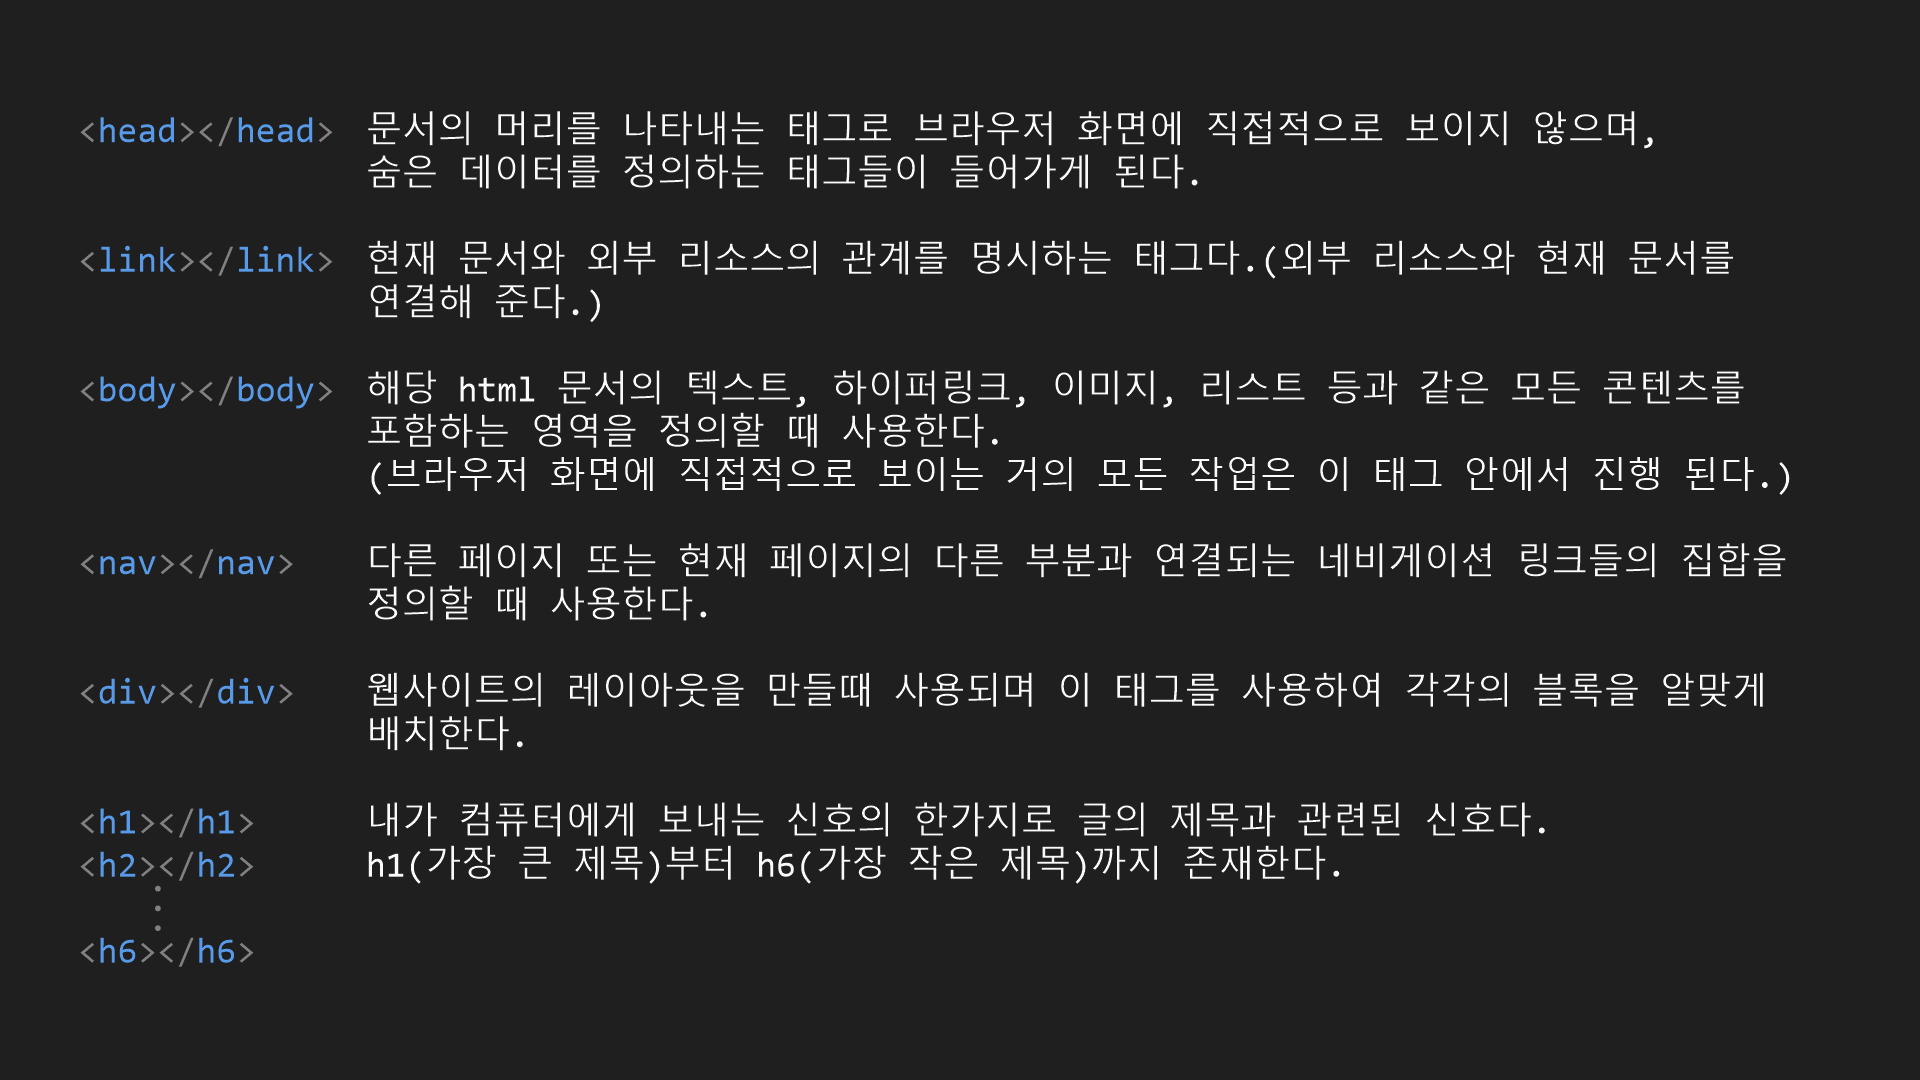 <head></head> 문서의 머리를 나타내는 태그로 브라우저 화면에 직접적으로 보이지 않으며,
숨은 데이터를 정의하는 태그들이 들어가게 된다.
<link></link> 현재 문서와 외부 리소스의 관계를 명시하는 태그다.(외부 리소스와 현재 문서를
연결해 준다.)
<body></body> 해당 html 문서의 텍스트, 하이퍼링크, 이미지, 리스트 등과 같은 모든 콘텐츠를
포함하는 영역을 정의할 때 사용한다.
(브라우저 화면에 직접적으로 보이는 거의 모든 작업은 이 태그 안에서 진행 된다.)
<nav></nav> 다른 페이지 또는 현재 페이지의 다른 부분과 연결되는 네비게이션 링크들의 집합을
정의할 때 사용한다.
<div></div> 웹사이트의 레이아웃을 만들때 사용되며 이 태그를 사용하여 각각의 블록을 알맞게
배치한다.
<h1></h1> 내가 컴퓨터에게 보내는 신호의 한가지로 글의 제목과 관련된 신호다.
<h2></h2> h1(가장 큰 제목)부터 h6(가장 작은 제목)까지 존재한다.
<h6></h6>